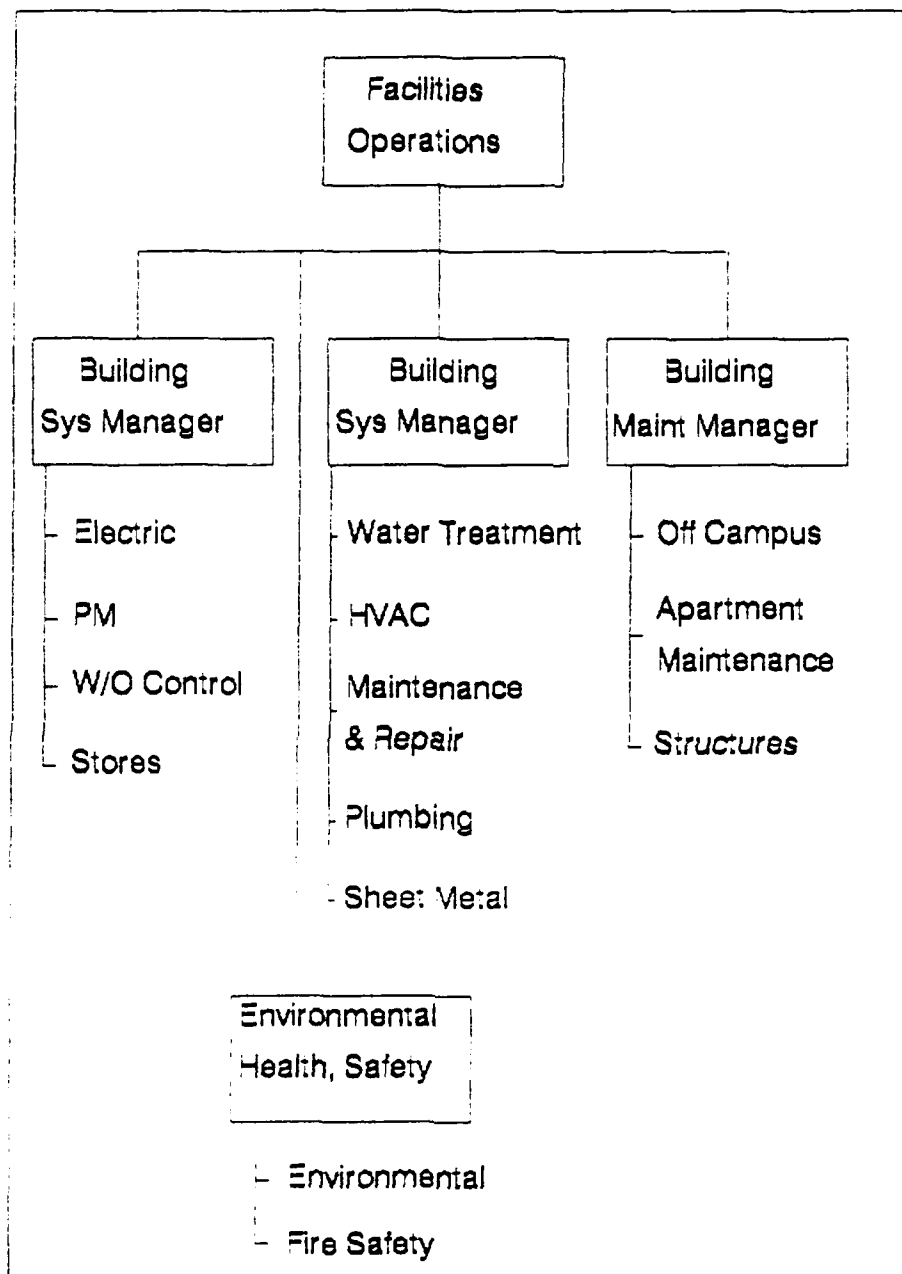 Facilities
Operations
Building
Sys Manager
Electric
PM
W/O Control
Stores
Building
Sys Manager
Water Treatment
HVAC
Maintenance
& Repair
Plumbing
Sheet Metal
Building
Maint Manager
Off Campus
Apartment
Maintenance
Structures
Environmental
Health, Safety
Environmental
Fire Safety